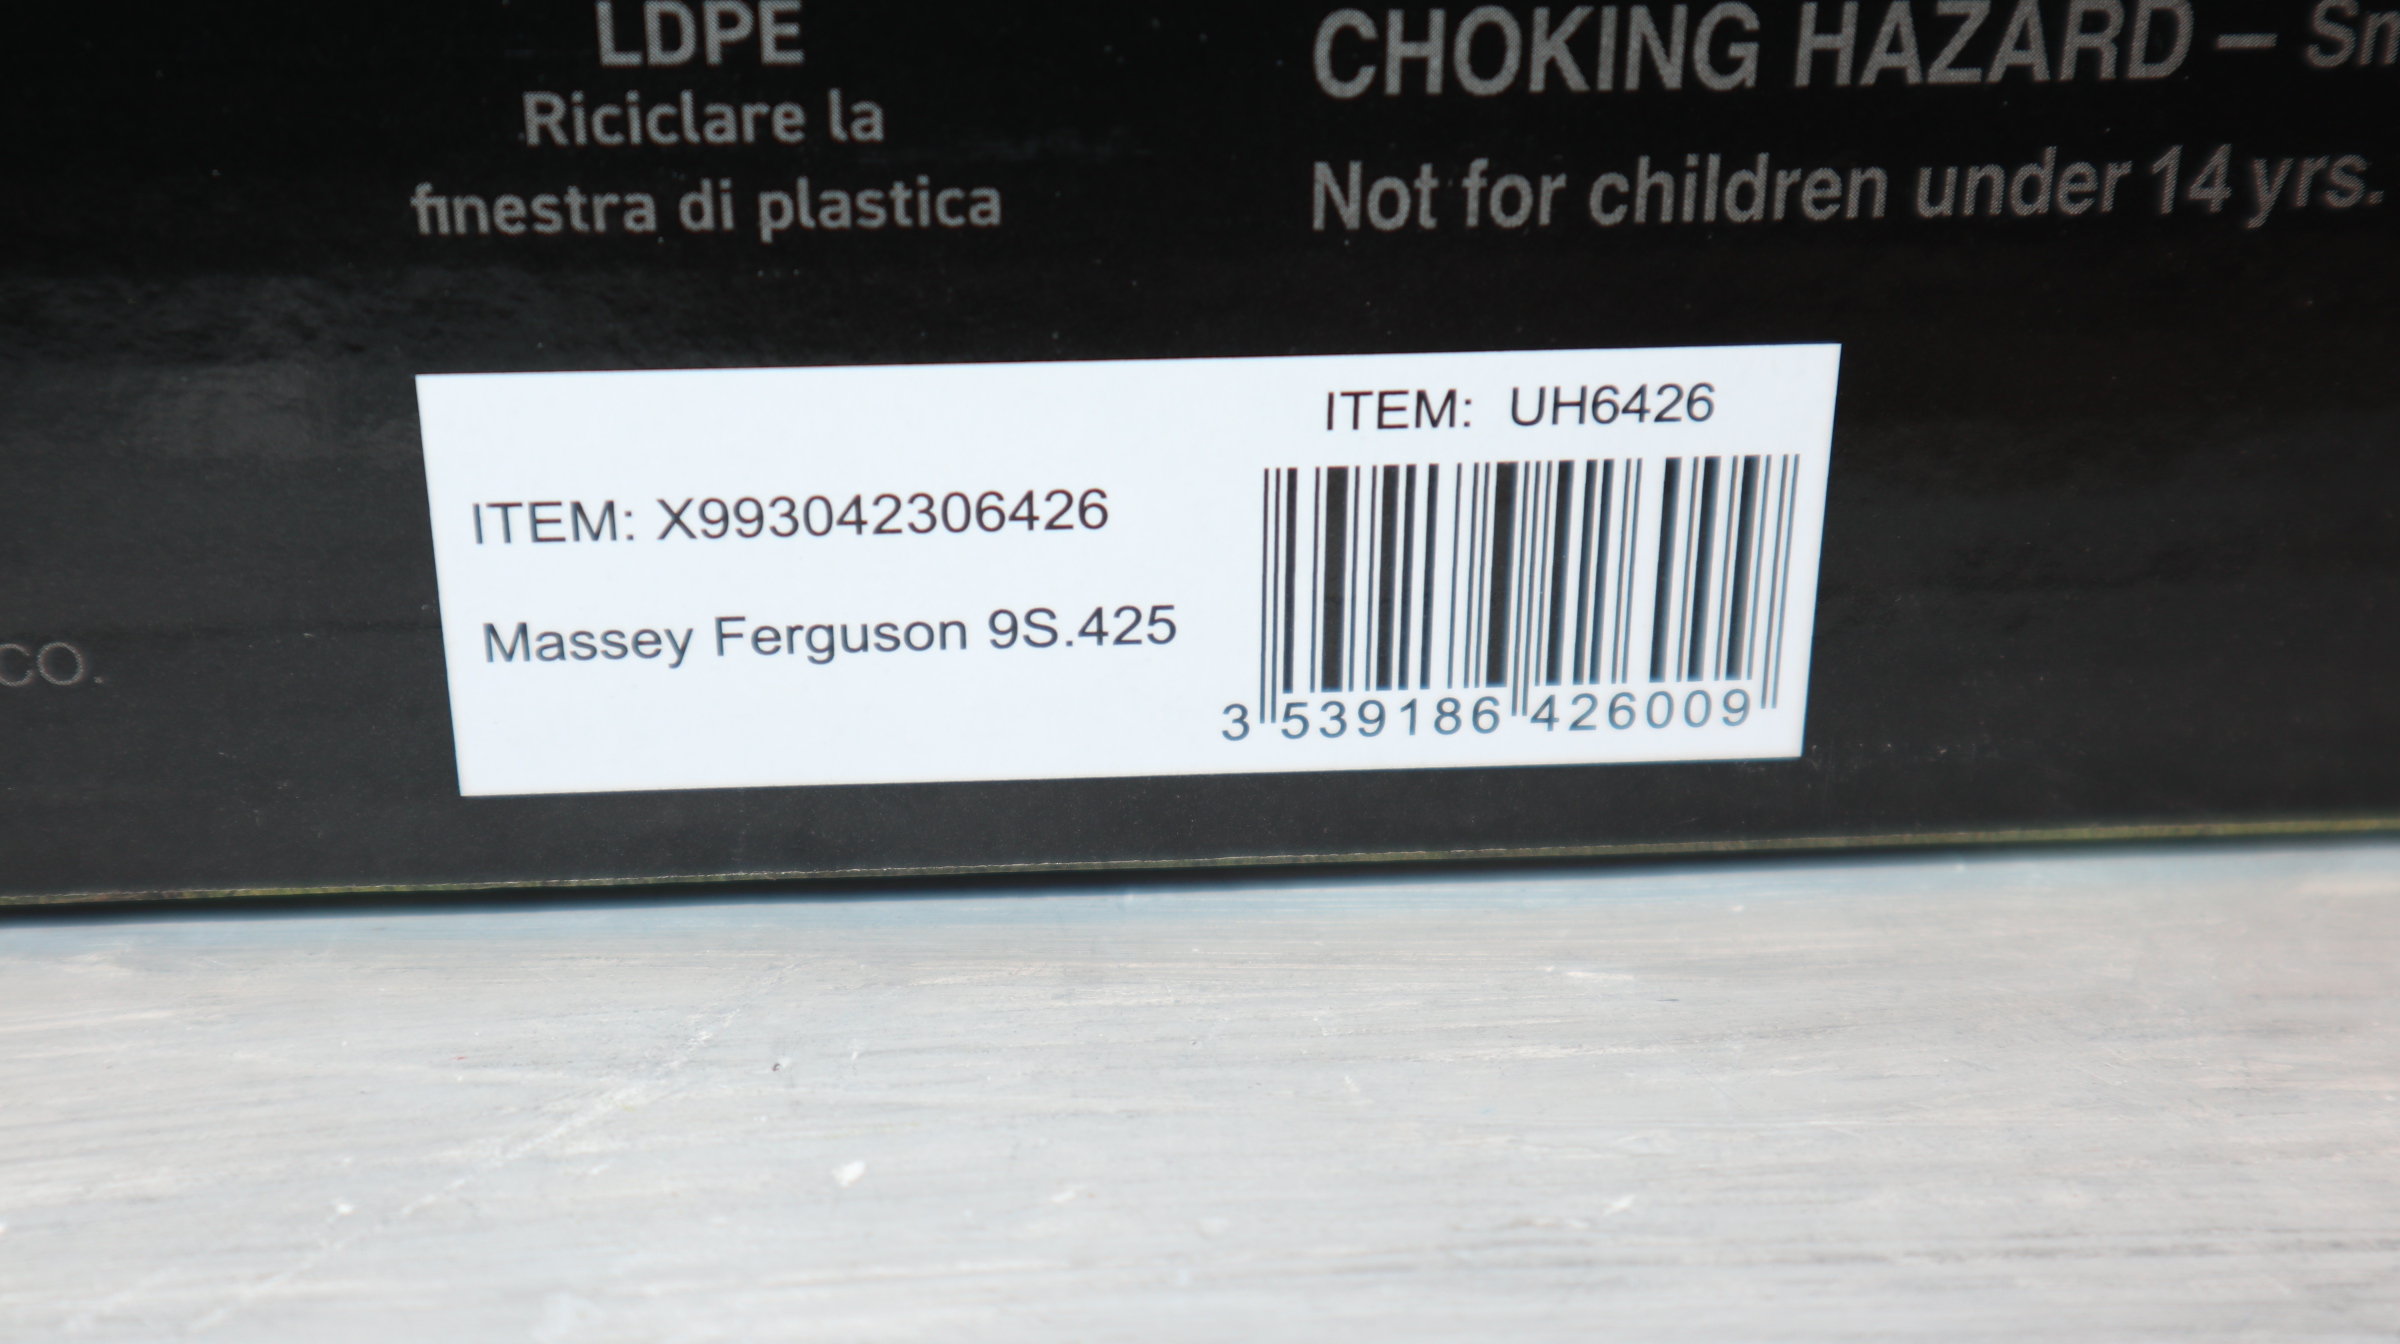 LDPE
Riciclare la
finestra di plastica
CHOKING HAZARD –
Not for children under 14 yrs.
CO.
ITEM: X993042306426
Massey Ferguson 9S.425
ITEM: UH6426
3 539186 426009